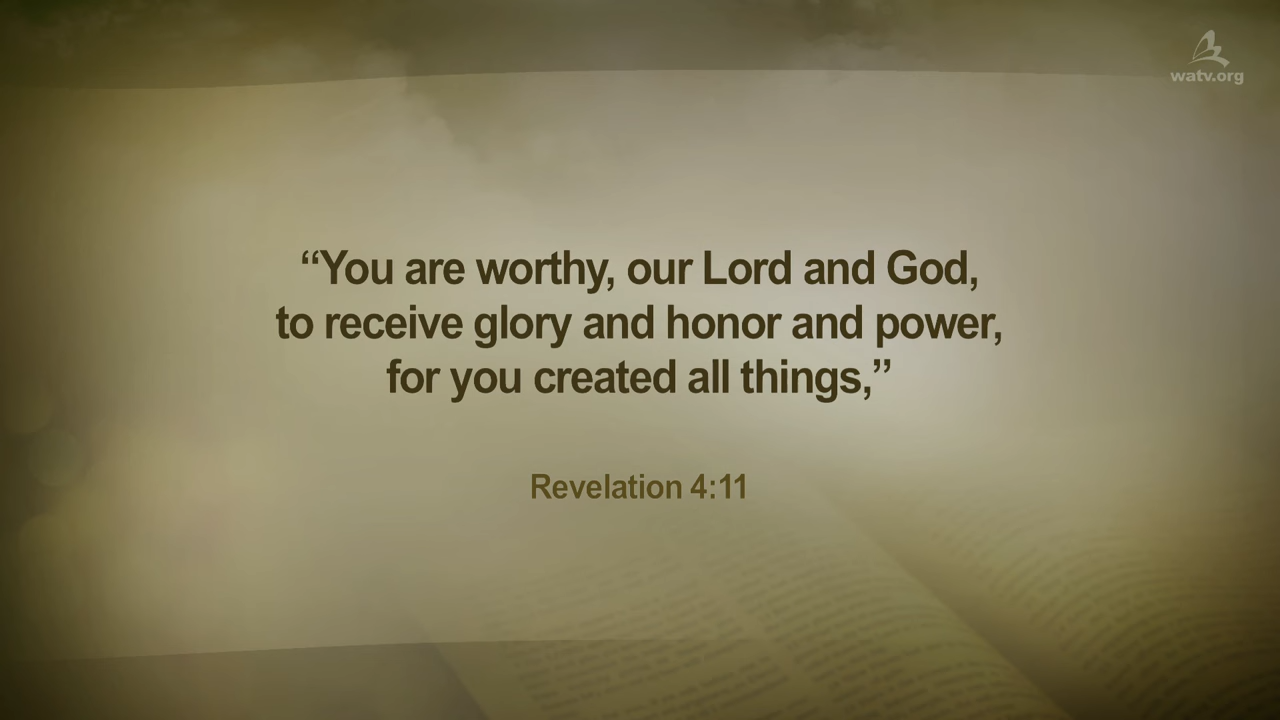 watv.org
“You are worthy, our Lord and God,
to receive glory and honor and power,
for you created all things,”
Revelation 4:11